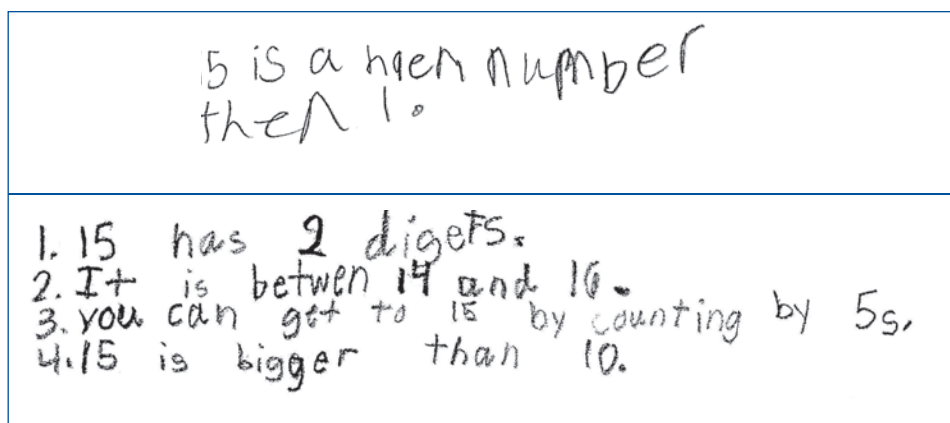 5 is a hien number
then 1.
1. 15 has 2 digets.
2. It is betwen 14 and 16.
3. you can get to 15 by counting by 5s.
4. 15 is bigger than 10.